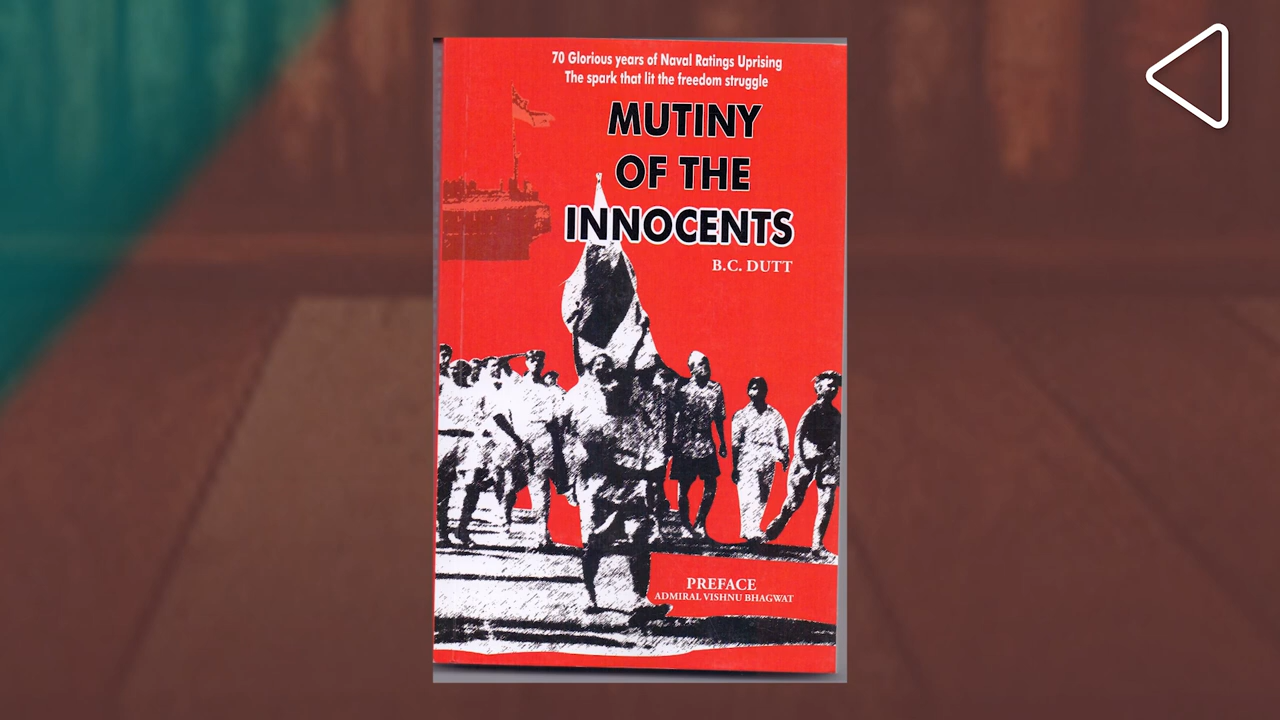 70 Glorious years of Naval Ratings Uprising
The spark that lit the freedom struggle
MUTINY
OF THE
INNOCENTS
B.C. DUTT
PREFACE
ADMIRAL VISHNU BHAGWAT